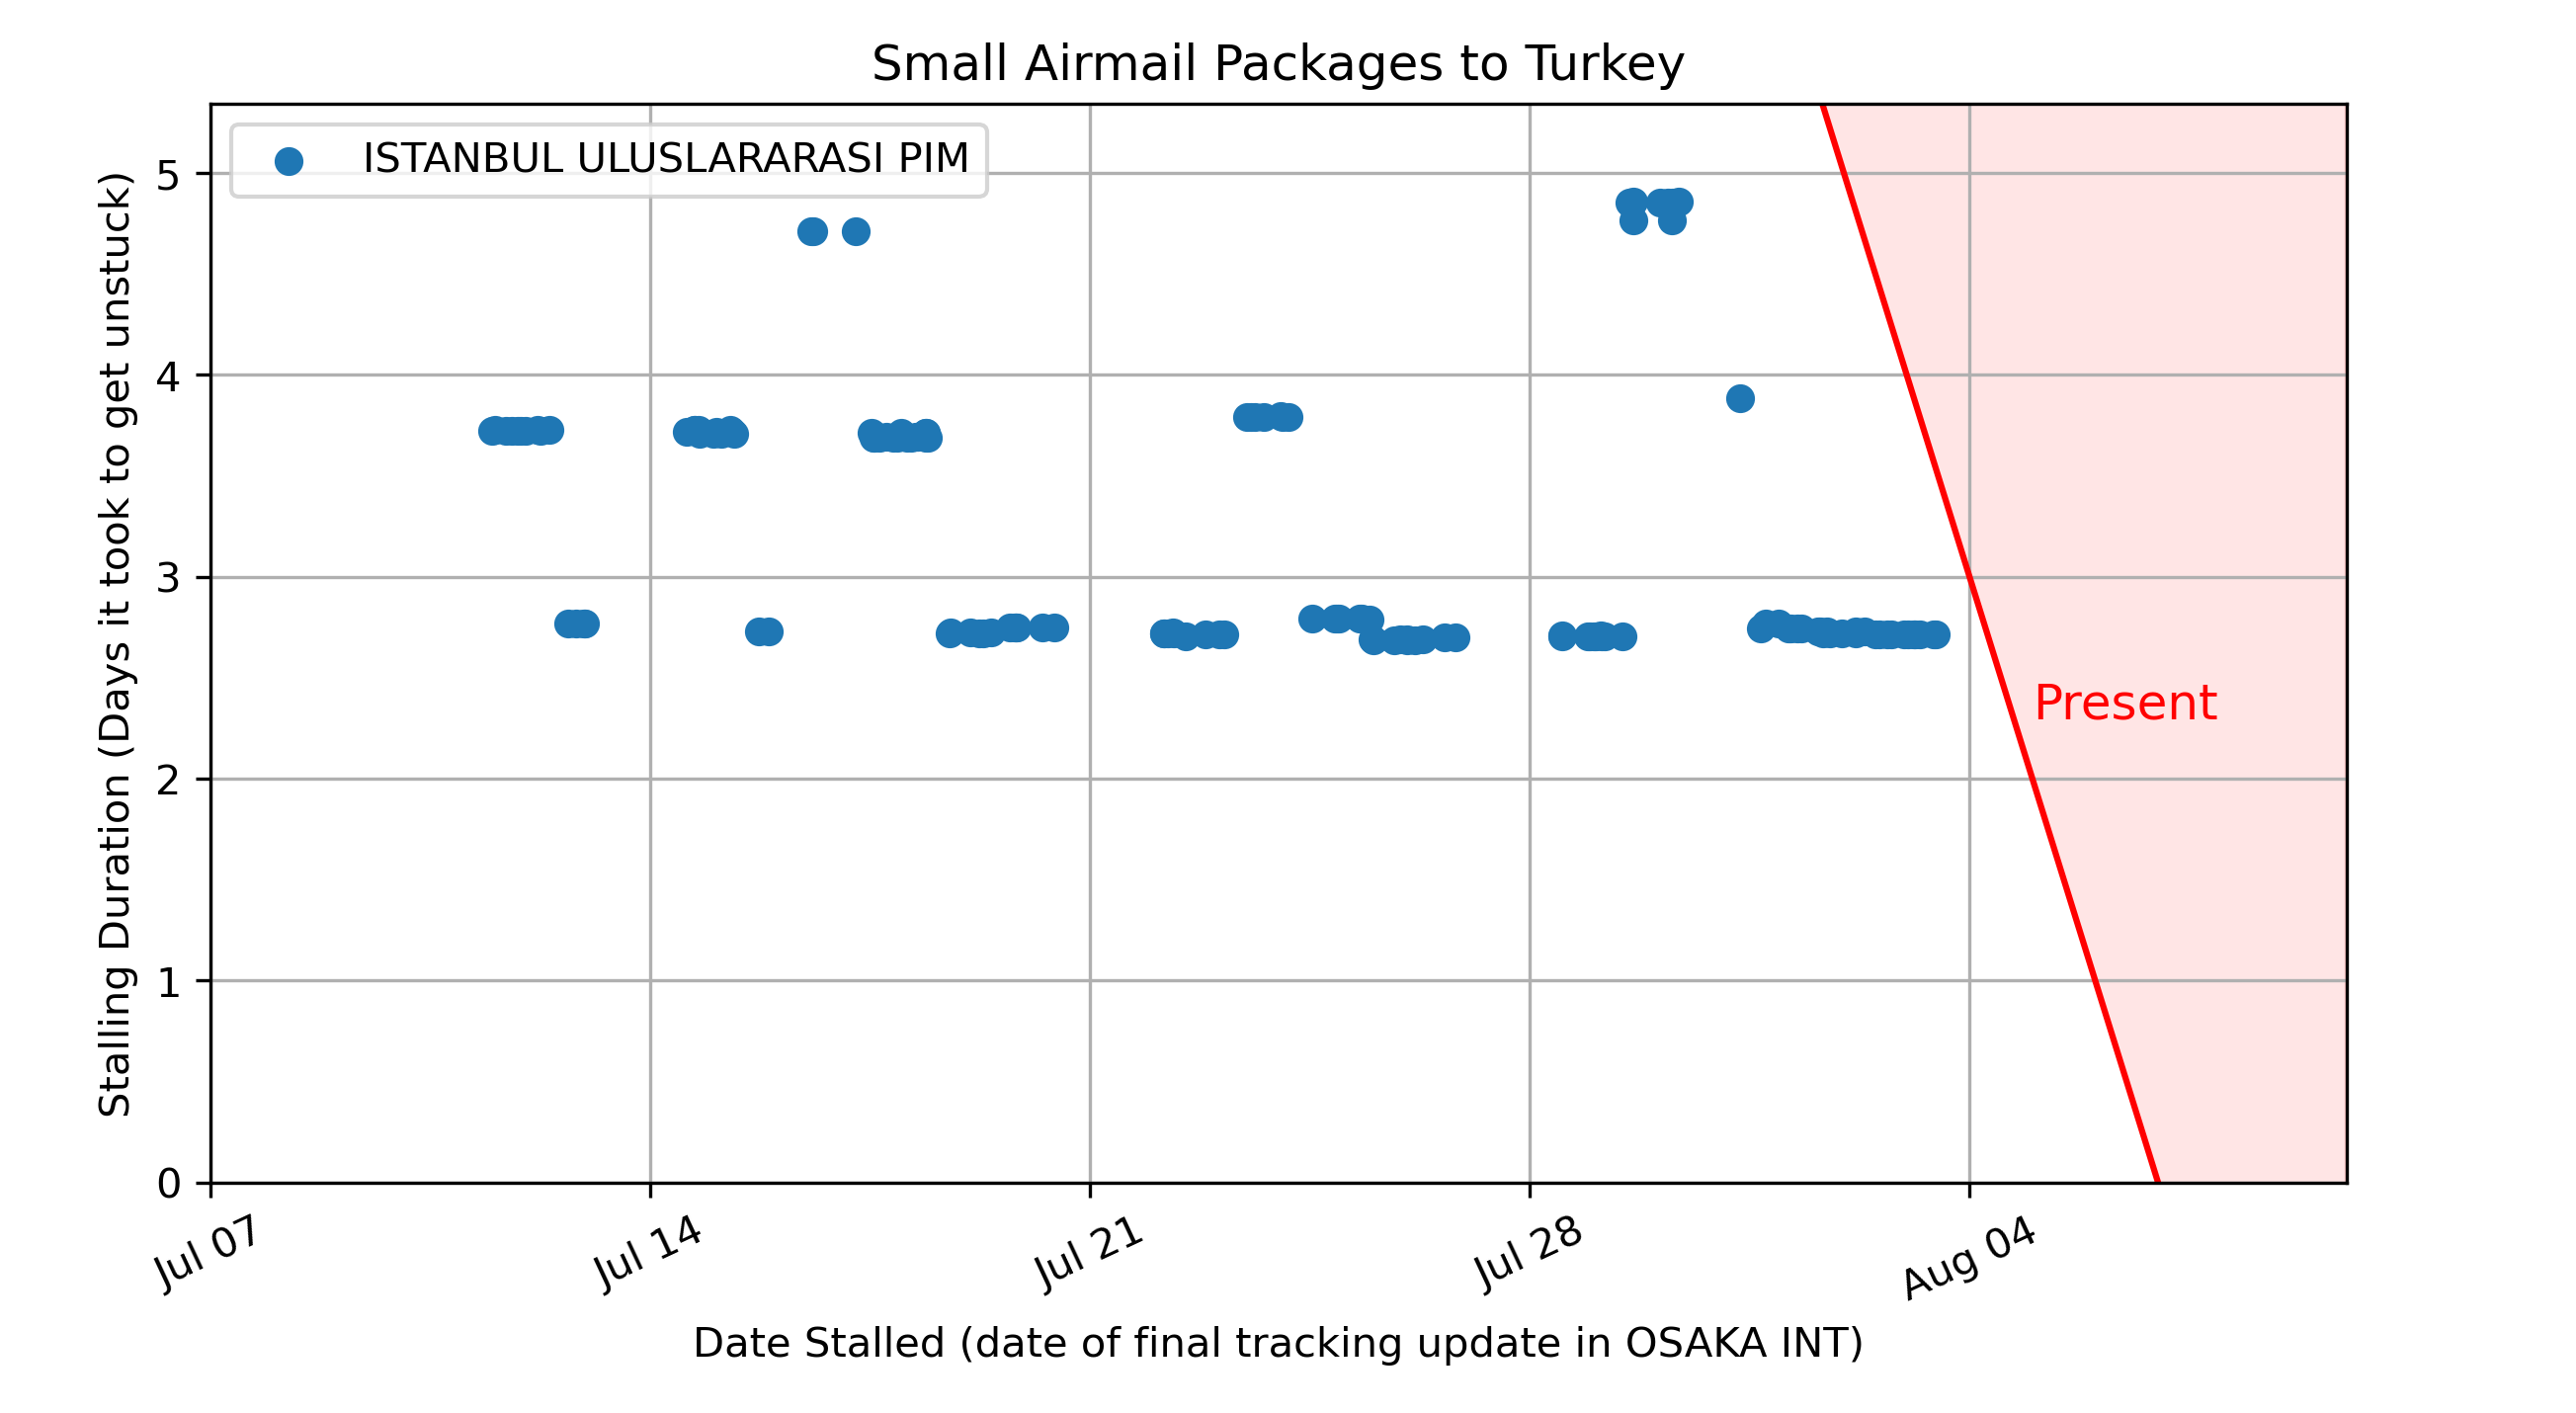 Small Airmail Packages to Turkey
ISTANBUL ULUSLARARASI PIM
Stalling Duration (Days it took to get unstuck)
5
4
3
2
1
0
Present
Jul 07
Jul 14
Jul 21
Jul 28
Aug 04
Date Stalled (date of final tracking update in OSAKA INT)